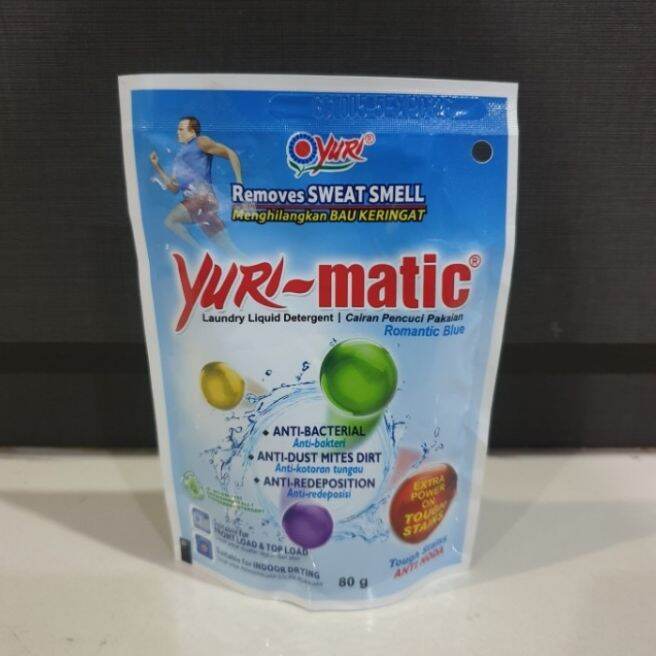 YURI®
Removes SWEAT SMELL
Menghilangkan BAU KERINGAT
YURI~matic®
Laundry Liquid Detergent | Cairan Pencuci Pakaian
Romantic Blue
• ANTI-BACTERIAL
Anti-bakteri
• ANTI-DUST MITES DIRT
Anti-kotoran tungau
• ANTI-REDEPOSITION
Anti-redeposisi
EXTRA
POWER
ON
TOUGH
STAINS
Tough Stains
ANTI NODA
Suitable for
FRONT LOAD & TOP LOAD
Suitable for INDOOR DRYING
80 g